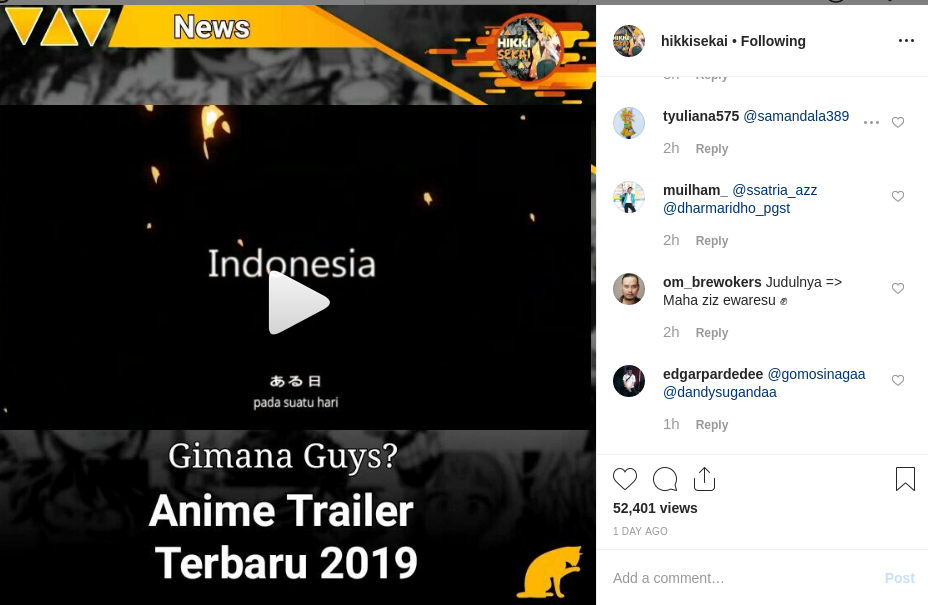 News
HIKKI
SEKAI
Indonesia
ある日
pada suatu hari
Gimana Guys?
Anime Trailer
Terbaru 2019
hikkisekai • Following
Reply
tyuliana575 @samandala389
2h Reply
muilham_ @ssatria_azz
@dharmaridho_pgst
2h Reply
om_brewokers Judulnya =>
Maha ziz ewaresu ✊
2h Reply
edgarpardedee @gomosinagaa
@dandysugandaa
1h Reply
52,401 views
1 DAY AGO
Add a comment…
Post